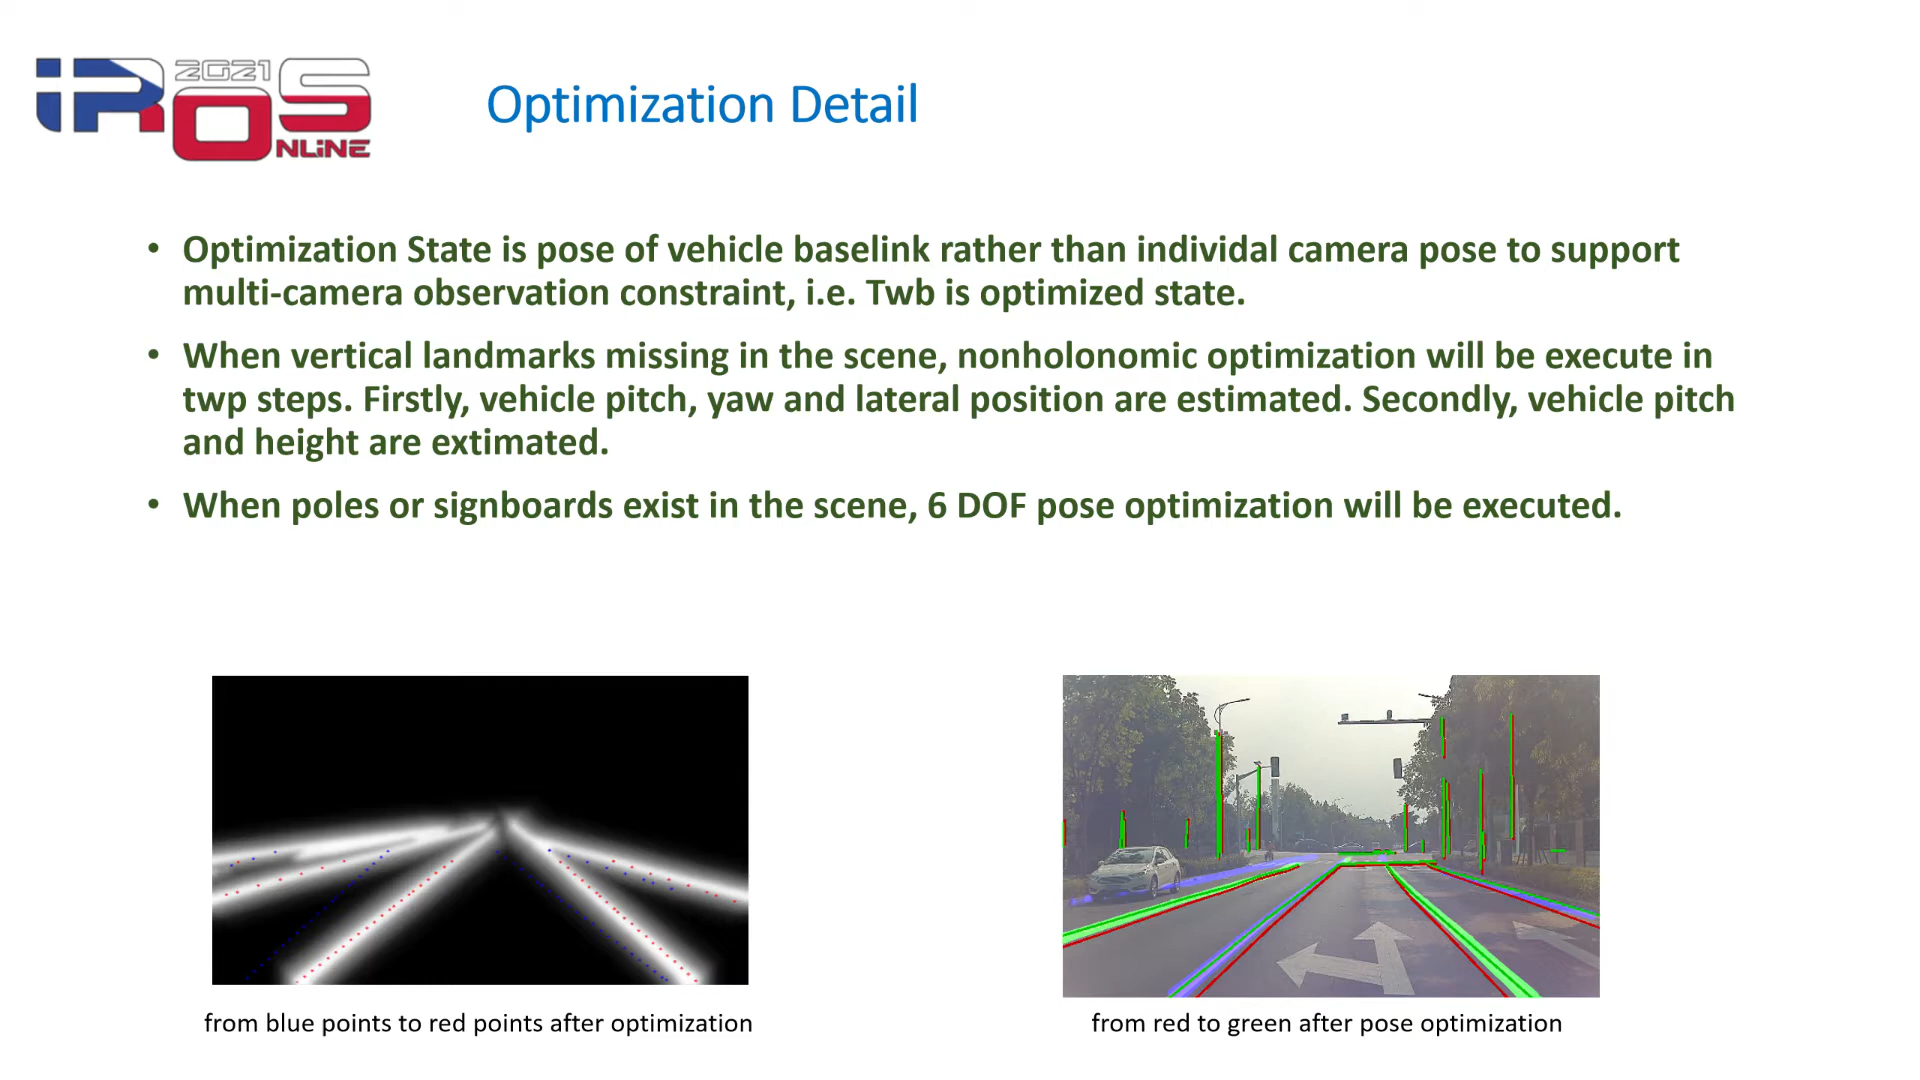 iROS 2021 ONLiNE
Optimization Detail
• Optimization State is pose of vehicle baselink rather than individal camera pose to support
multi-camera observation constraint, i.e. Twb is optimized state.
• When vertical landmarks missing in the scene, nonholonomic optimization will be execute in
twp steps. Firstly, vehicle pitch, yaw and lateral position are estimated. Secondly, vehicle pitch
and height are extimated.
• When poles or signboards exist in the scene, 6 DOF pose optimization will be executed.
from blue points to red points after optimization
from red to green after pose optimization